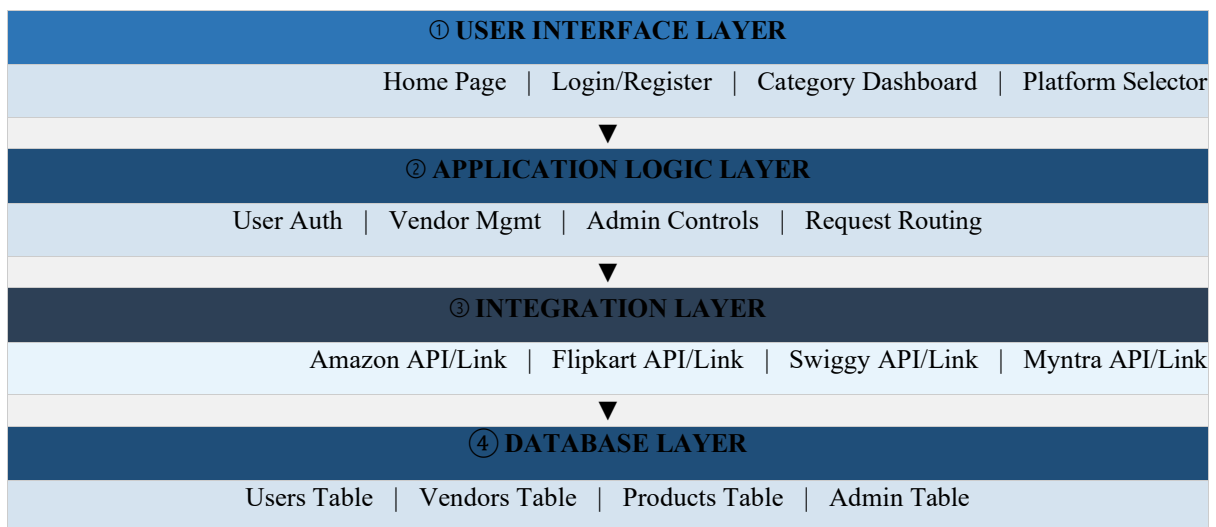 ① USER INTERFACE LAYER
Home Page | Login/Register | Category Dashboard | Platform Selector
▼
② APPLICATION LOGIC LAYER
User Auth | Vendor Mgmt | Admin Controls | Request Routing
▼
③ INTEGRATION LAYER
Amazon API/Link | Flipkart API/Link | Swiggy API/Link | Myntra API/Link
▼
④ DATABASE LAYER
Users Table | Vendors Table | Products Table | Admin Table